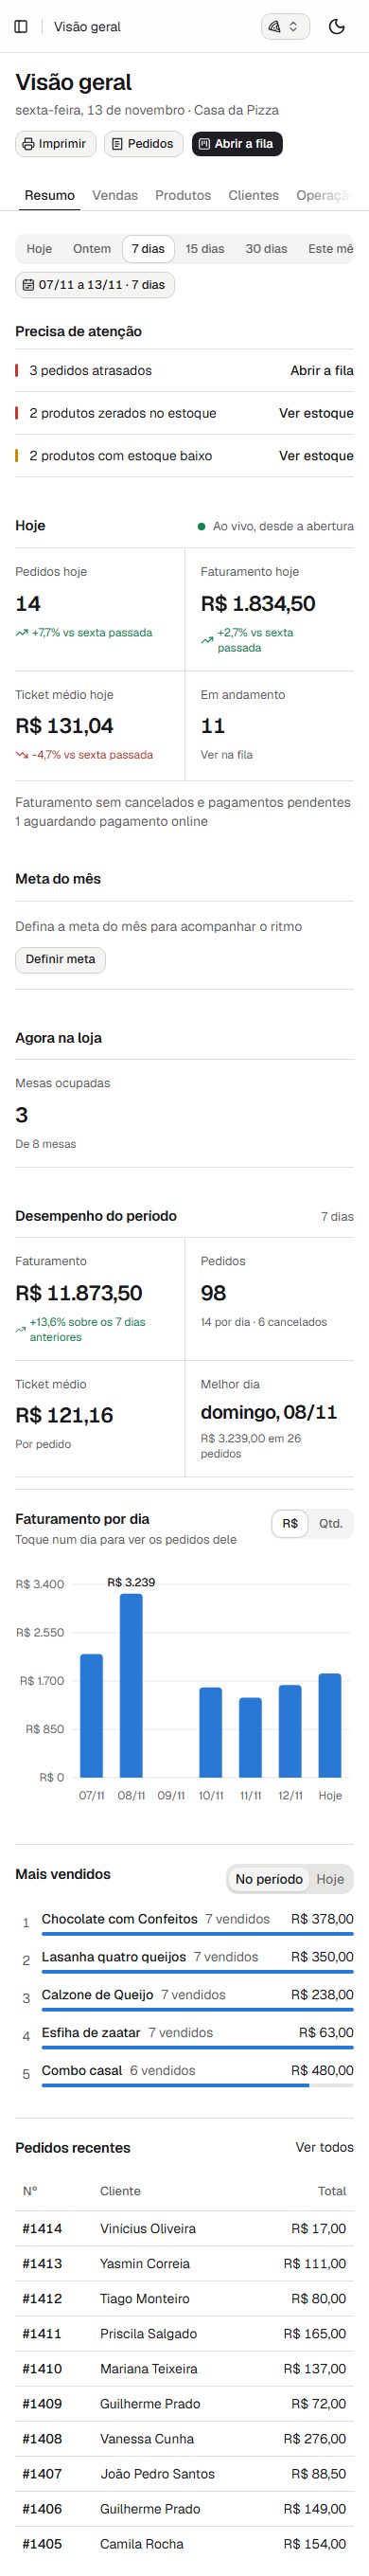 Visão geral
Visão geral
sexta-feira, 13 de novembro · Casa da Pizza
Imprimir
Pedidos
Abrir a fila
Resumo Vendas Produtos Clientes Operaçã
Hoje Ontem 7 dias 15 dias 30 dias Este mê
07/11 a 13/11 · 7 dias
Precisa de atenção
3 pedidos atrasados Abrir a fila
2 produtos zerados no estoque Ver estoque
2 produtos com estoque baixo Ver estoque
Hoje Ao vivo, desde a abertura
Pedidos hoje
14
+7,7% vs sexta passada
Faturamento hoje
R$ 1.834,50
+2,7% vs sexta
passada
Ticket médio hoje
R$ 131,04
-4,7% vs sexta passada
Em andamento
11
Ver na fila
Faturamento sem cancelados e pagamentos pendentes
1 aguardando pagamento online
Meta do mês
Defina a meta do mês para acompanhar o ritmo
Definir meta
Agora na loja
Mesas ocupadas
3
De 8 mesas
Desempenho do período 7 dias
Faturamento
R$ 11.873,50
+13,6% sobre os 7 dias
anteriores
Pedidos
98
14 por dia · 6 cancelados
Ticket médio
R$ 121,16
Por pedido
Melhor dia
domingo, 08/11
R$ 3.239,00 em 26
pedidos
Faturamento por dia
Toque num dia para ver os pedidos dele
R$ Qtd.
R$ 3.400
R$ 3.239
R$ 2.550
R$ 1.700
R$ 850
R$ 0
07/11 08/11 09/11 10/11 11/11 12/11 Hoje
Mais vendidos
No período Hoje
1 Chocolate com Confeitos 7 vendidos R$ 378,00
2 Lasanha quatro queijos 7 vendidos R$ 350,00
3 Calzone de Queijo 7 vendidos R$ 238,00
4 Esfiha de zaatar 7 vendidos R$ 63,00
5 Combo casal 6 vendidos R$ 480,00
Pedidos recentes Ver todos
Nº Cliente Total
#1414 Vinícius Oliveira R$ 17,00
#1413 Yasmin Correia R$ 111,00
#1412 Tiago Monteiro R$ 80,00
#1411 Priscila Salgado R$ 165,00
#1410 Mariana Teixeira R$ 137,00
#1409 Guilherme Prado R$ 72,00
#1408 Vanessa Cunha R$ 276,00
#1407 João Pedro Santos R$ 88,50
#1406 Guilherme Prado R$ 149,00
#1405 Camila Rocha R$ 154,00